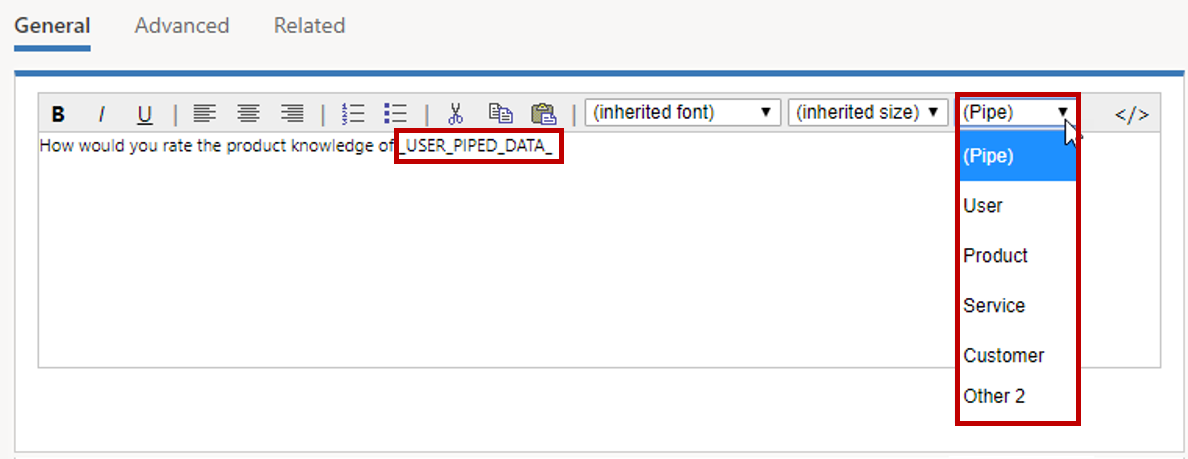 General Advanced Related
B I U | | | (inherited font) (inherited size) (Pipe) </>
How would you rate the product knowledge of _USER_PIPED_DATA_
(Pipe)
User
Product
Service
Customer
Other 2